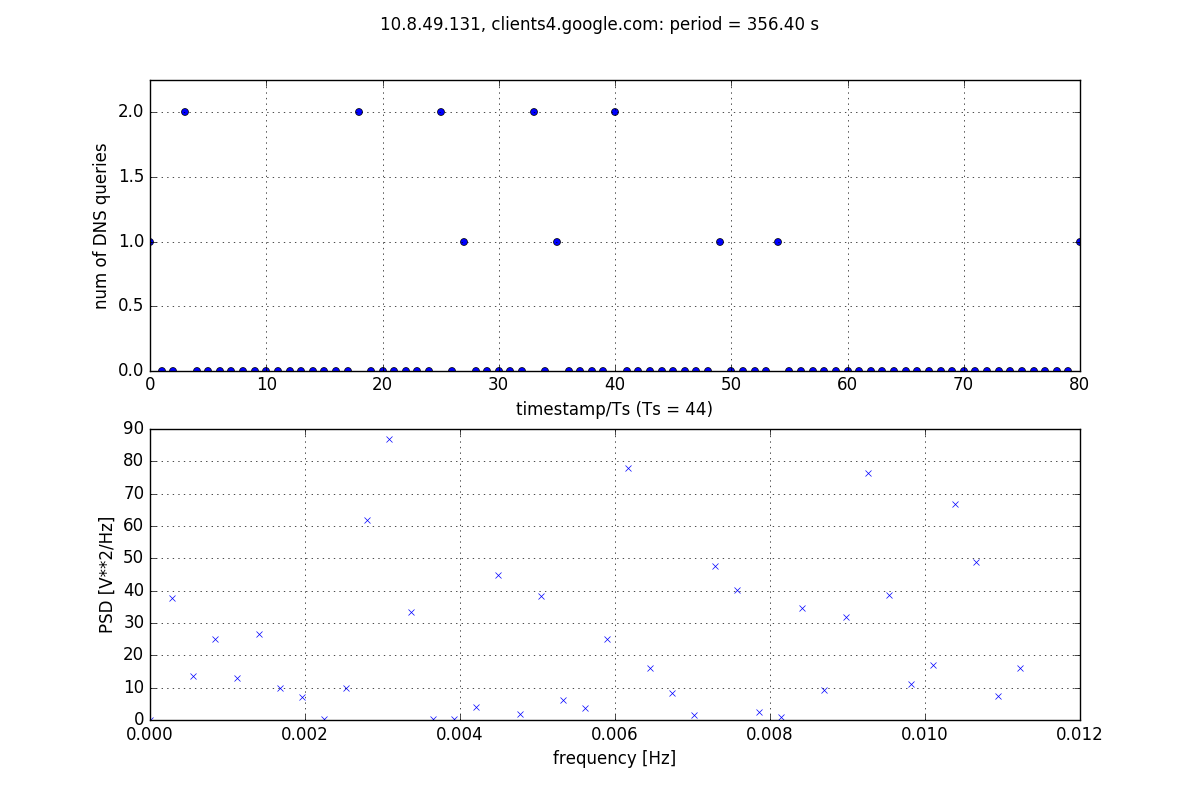 10.8.49.131, clients4.google.com: period = 356.40 s
num of DNS queries
2.0
1.5
1.0
0.5
0.0
0 10 20 30 40 50 60 70 80
timestamp/Ts (Ts = 44)
PSD [V**2/Hz]
90
80
70
60
50
40
30
20
10
0
0.000 0.002 0.004 0.006 0.008 0.010 0.012
frequency [Hz]